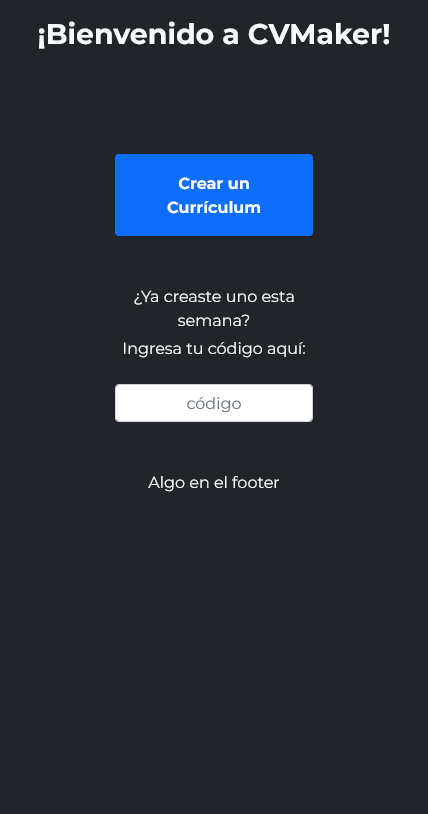 ¡Bienvenido a CVMaker!
Crear un
Currículum
¿Ya creaste uno esta
semana?
Ingresa tu código aquí:
código
Algo en el footer